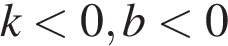 k < 0, b < 0